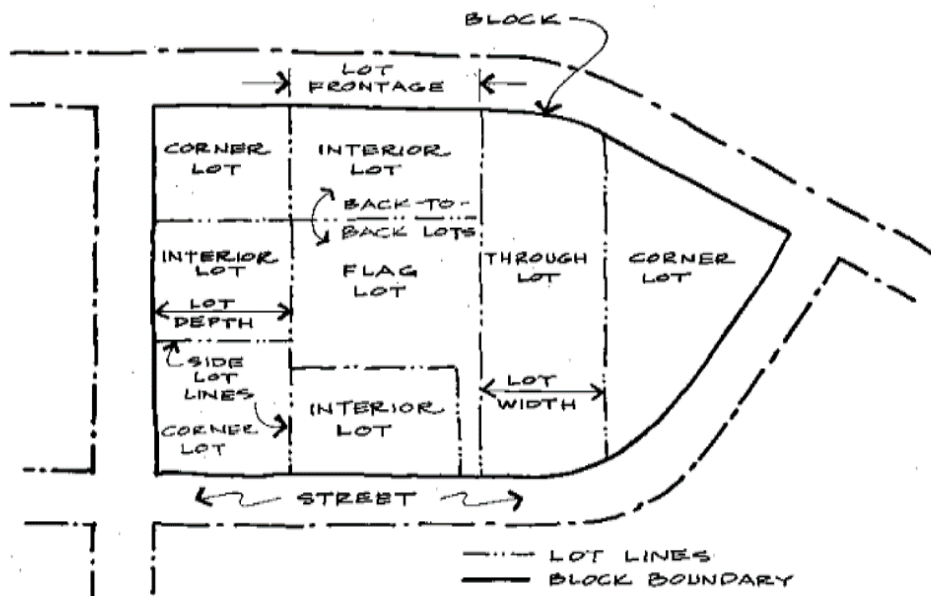 BLOCK
LOT
FRONTAGE
CORNER
LOT
INTERIOR
LOT
BACK-TO-
BACK LOTS
INTERIOR
LOT
FLAG
LOT
THROUGH
LOT
CORNER
LOT
LOT
DEPTH
SIDE
LOT
LINES
CORNER
LOT
INTERIOR
LOT
LOT
WIDTH
STREET
LOT LINES
BLOCK BOUNDARY